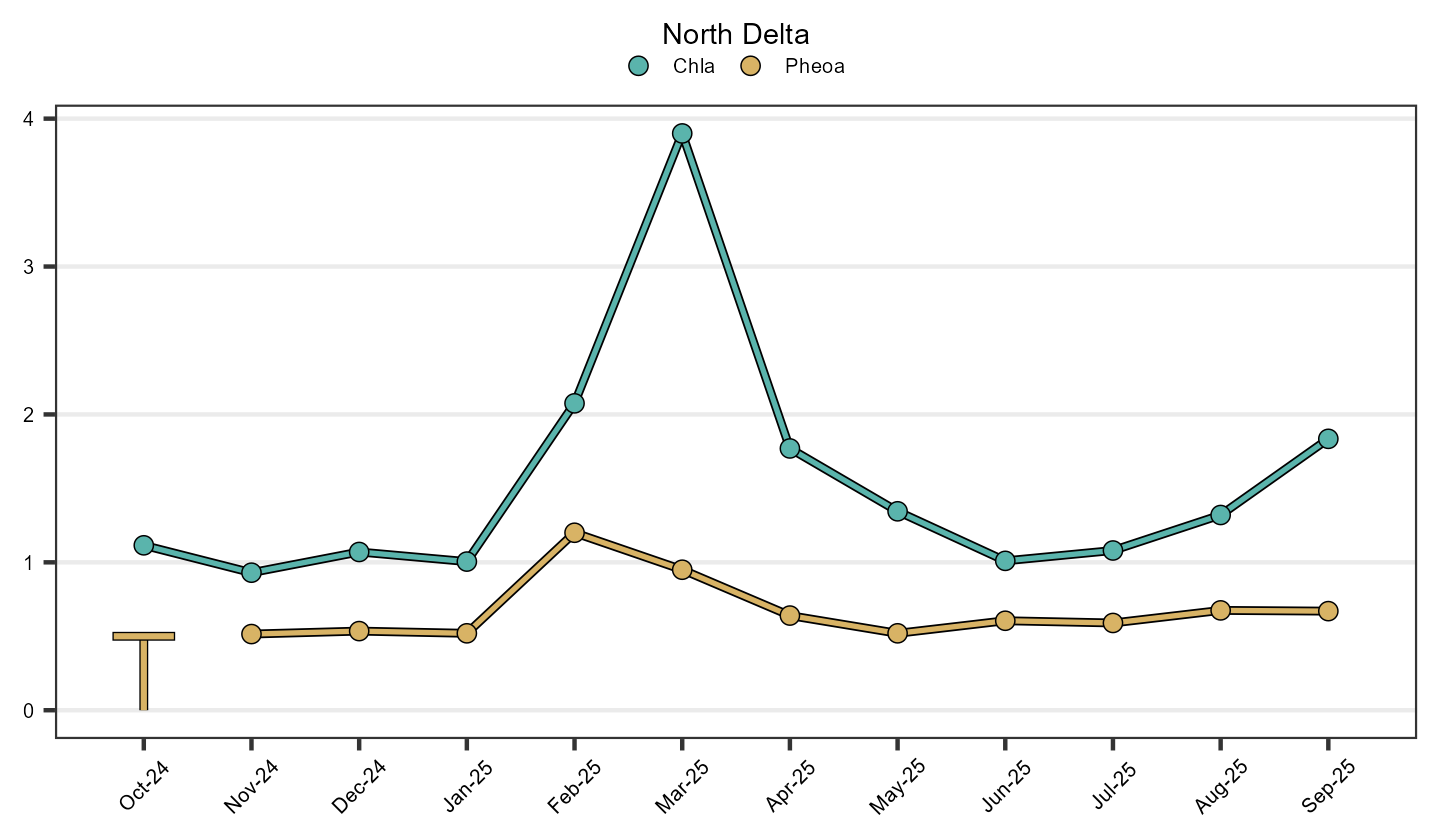 North Delta
Chla Pheoa
4
3
2
1
0
Oct-24 Nov-24 Dec-24 Jan-25 Feb-25 Mar-25 Apr-25 May-25 Jun-25 Jul-25 Aug-25 Sep-25